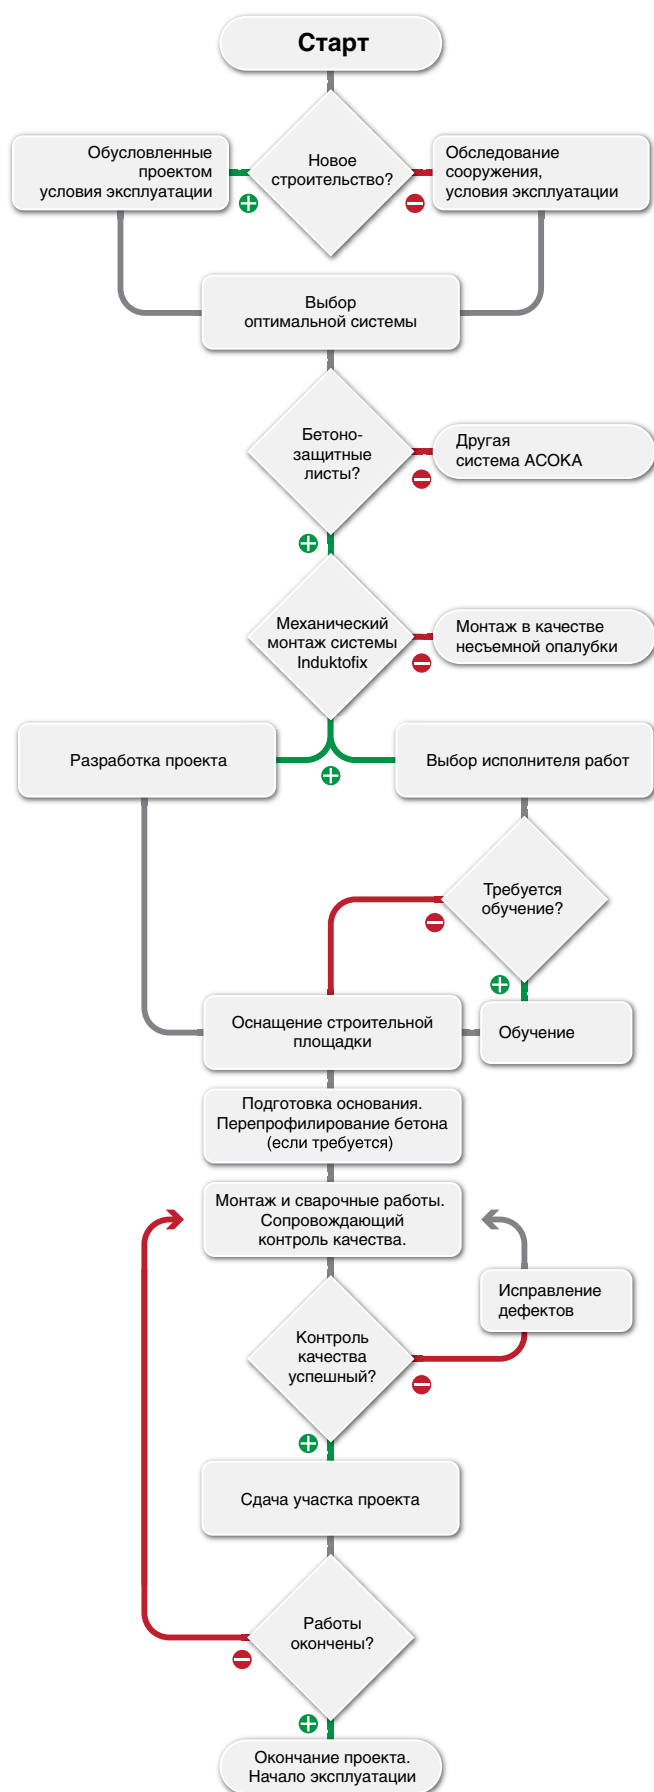 Старт
Новое
строительство?
Обусловленные
проектом
условия эксплуатации
Обследование
сооружения,
условия эксплуатации
Выбор
оптимальной системы
Бетоно-
защитные
листы?
Другая
система АСОКА
Механический
монтаж системы
Induktofix
Монтаж в качестве
несъемной опалубки
Разработка проекта
Выбор исполнителя работ
Требуется
обучение?
Оснащение строительной
площадки
Обучение
Подготовка основания.
Перепрофилирование бетона
(если требуется)
Монтаж и сварочные работы.
Сопровождающий
контроль качества.
Исправление
дефектов
Контроль
качества
успешный?
Сдача участка проекта
Работы
окончены?
Окончание проекта.
Начало эксплуатации